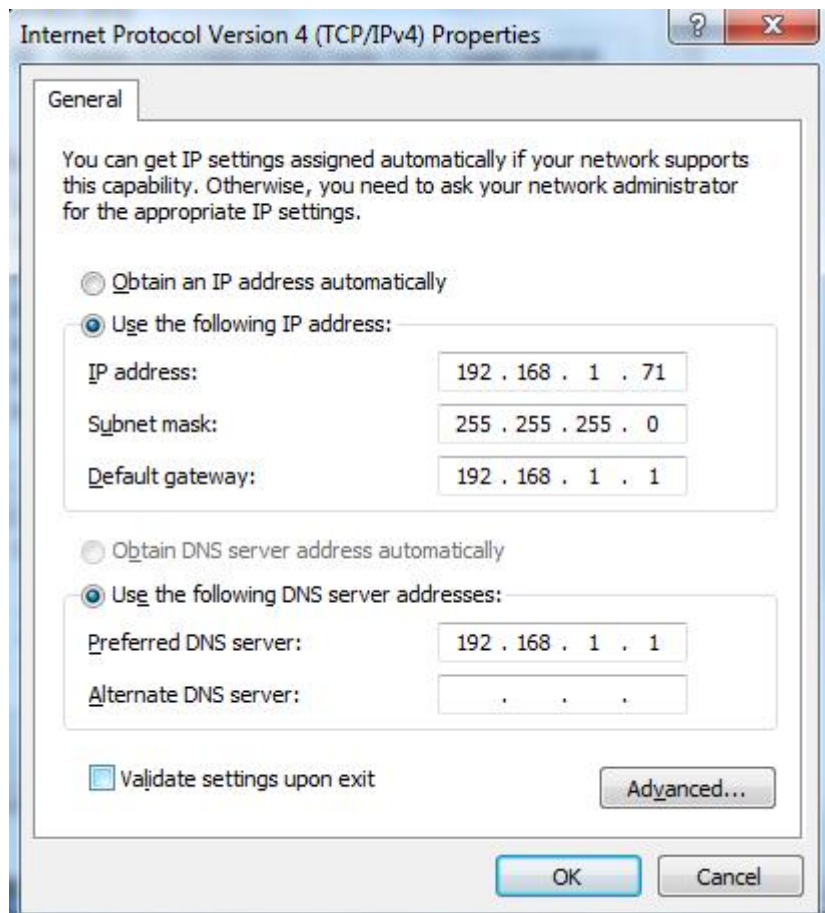 Internet Protocol Version 4 (TCP/IPv4) Properties
?
X
General
You can get IP settings assigned automatically if your network supports
this capability. Otherwise, you need to ask your network administrator
for the appropriate IP settings.
Obtain an IP address automatically
Use the following IP address:
IP address: 192 . 168 . 1 . 71
Subnet mask: 255 . 255 . 255 . 0
Default gateway: 192 . 168 . 1 . 1
Obtain DNS server address automatically
Use the following DNS server addresses:
Preferred DNS server: 192 . 168 . 1 . 1
Alternate DNS server: . . .
Validate settings upon exit
Advanced...
OK Cancel